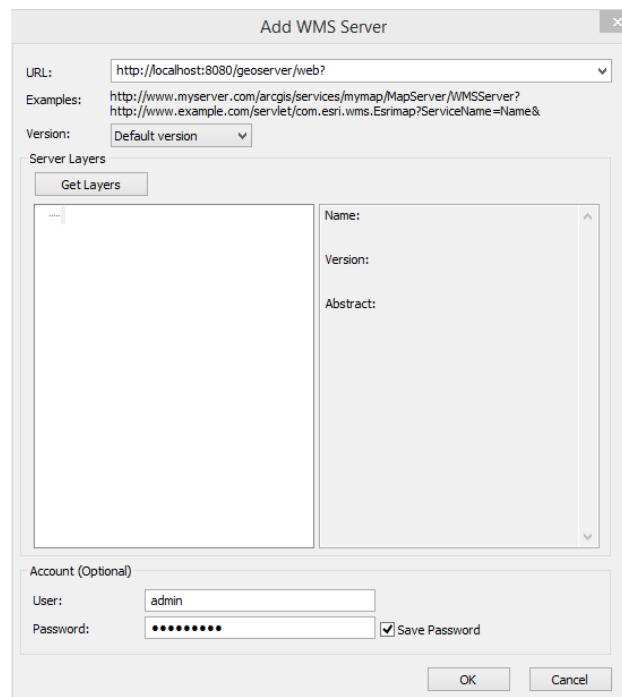 Add WMS Server
URL: http://localhost:8080/geoserver/web?
Examples: http://www.myserver.com/arcgis/services/mymap/MapServer/WMSServer?
http://www.example.com/servlet/com.esri.wms.Esrimap?ServiceName=Name&
Version: Default version
Server Layers
Get Layers
Name:
Version:
Abstract:
Account (Optional)
User: admin
Password: •••••••••
Save Password
OK Cancel